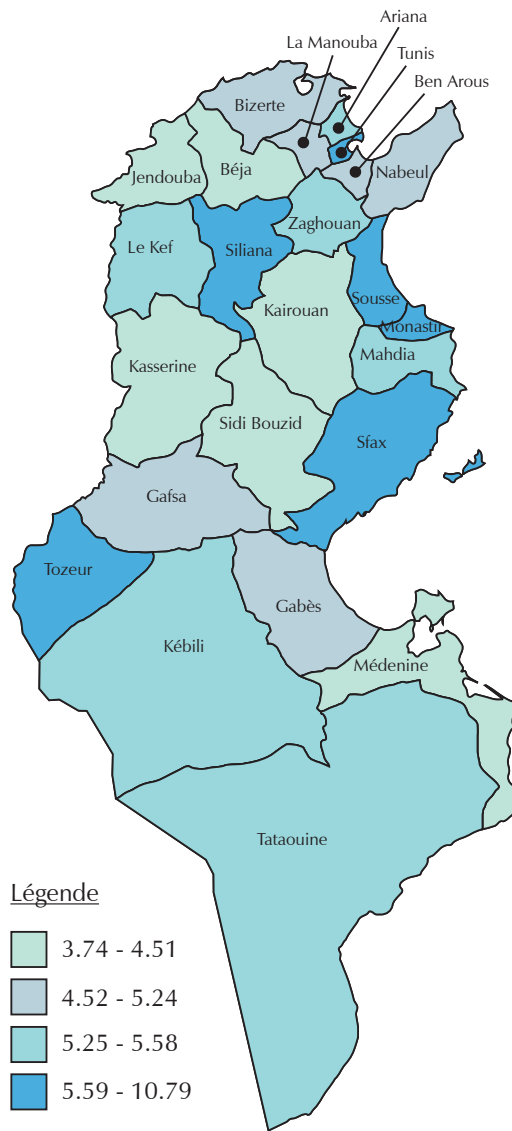 Ariana
La Manouba
Tunis
Ben Arous
Bizerte
Nabeul
Jendouba
Béja
Zaghouan
Le Kef
Siliana
Sousse
Kairouan
Monastir
Mahdia
Kasserine
Sidi Bouzid
Sfax
Gafsa
Tozeur
Gabès
Kébili
Médenine
Tataouine
Légende
3.74 - 4.51
4.52 - 5.24
5.25 - 5.58
5.59 - 10.79